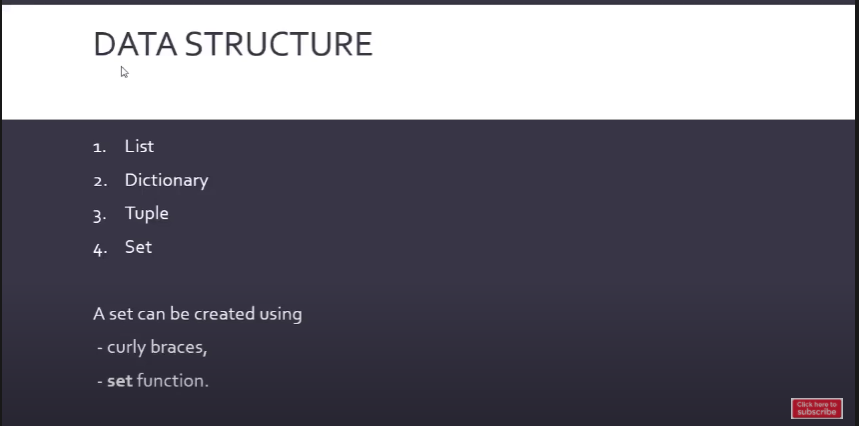 DATA STRUCTURE
1. List
2. Dictionary
3. Tuple
4. Set
A set can be created using
- curly braces,
- set function.
Click here to
subscribe